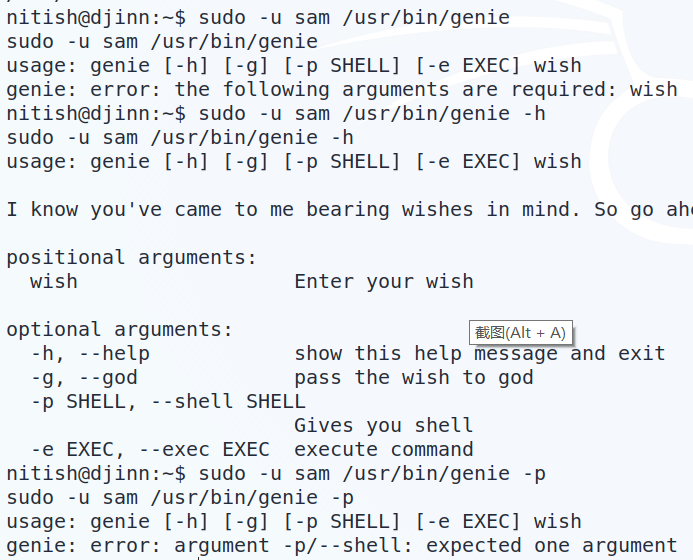 nitish@djinn:~$ sudo -u sam /usr/bin/genie
sudo -u sam /usr/bin/genie
usage: genie [-h] [-g] [-p SHELL] [-e EXEC] wish
genie: error: the following arguments are required: wish
nitish@djinn:~$ sudo -u sam /usr/bin/genie -h
sudo -u sam /usr/bin/genie -h
usage: genie [-h] [-g] [-p SHELL] [-e EXEC] wish
I know you've came to me bearing wishes in mind. So go
positional arguments:
  wish                  Enter your wish
optional arguments:
截图(Alt + A)
  -h, --help            show this help message and exit
  -g, --god             pass the wish to god
  -p SHELL, --shell SHELL
                        Gives you shell
  -e EXEC, --exec EXEC  execute command
nitish@djinn:~$ sudo -u sam /usr/bin/genie -p
sudo -u sam /usr/bin/genie -p
usage: genie [-h] [-g] [-p SHELL] [-e EXEC] wish
genie: error: argument -p/--shell: expected one argument